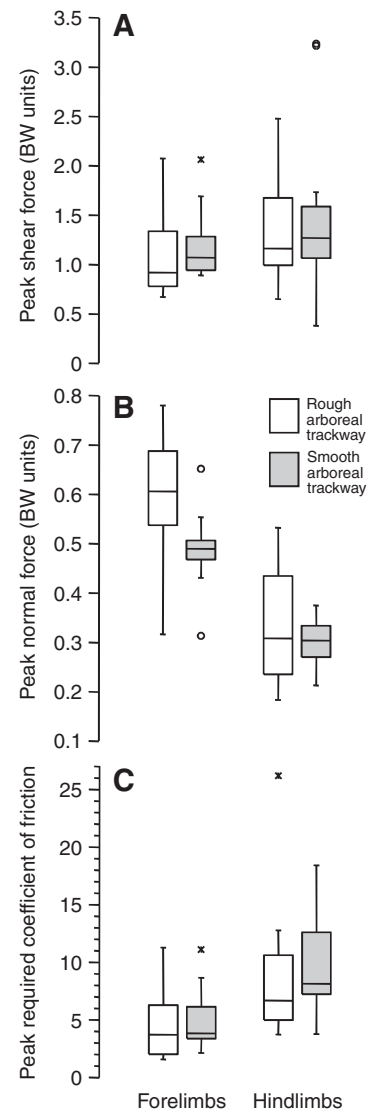 A
Peak shear force (BW units)
3.5
3.0
2.5
2.0
1.5
1.0
0.5
0
B
Peak normal force (BW units)
0.8
0.7
0.6
0.5
0.4
0.3
0.2
0.1
Rough
arboreal
trackway
Smooth
arboreal
trackway
C
Peak required coefficient of friction
25
20
15
10
5
0
Forelimbs Hindlimbs